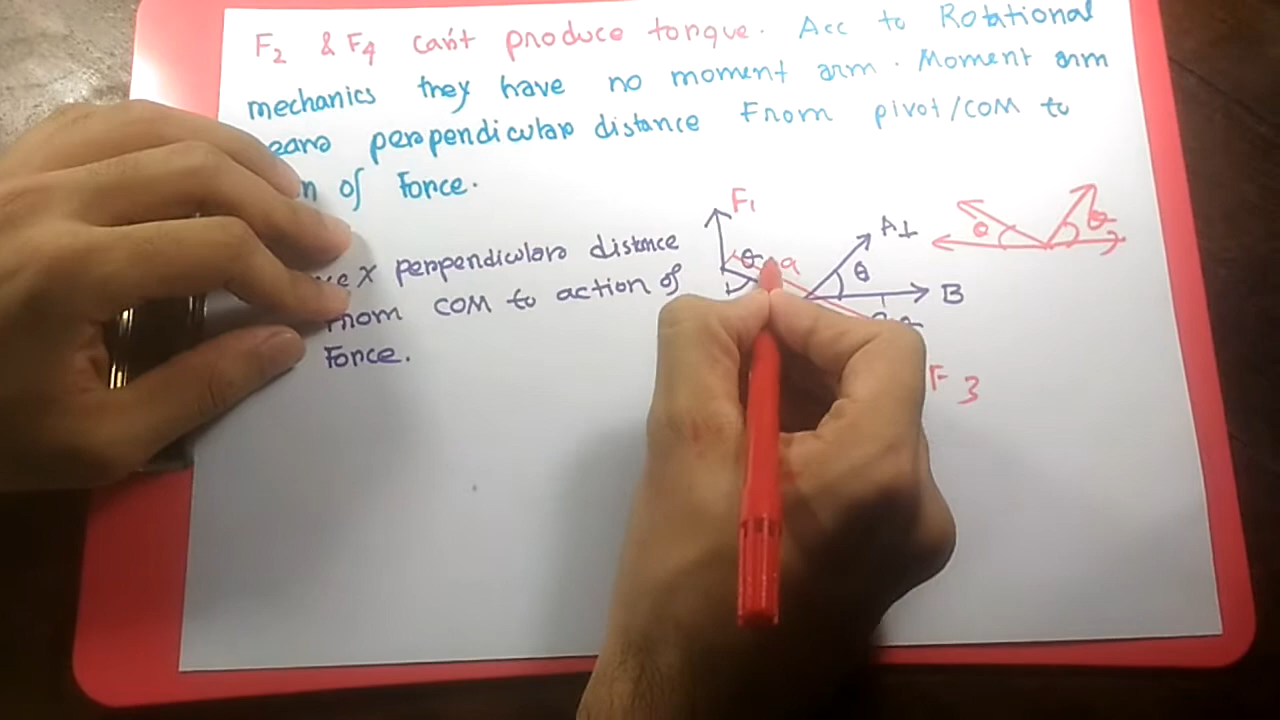 F2 & F4 can't produce torque. Acc to Rotational
mechanics they have no moment arm. Moment arm
perpendicular distance From pivot/COM to
of Force.
x perpendicular distance
From COM to action of
Force.
F1
θ a
A⊥
θ
B
θ
θ
F3